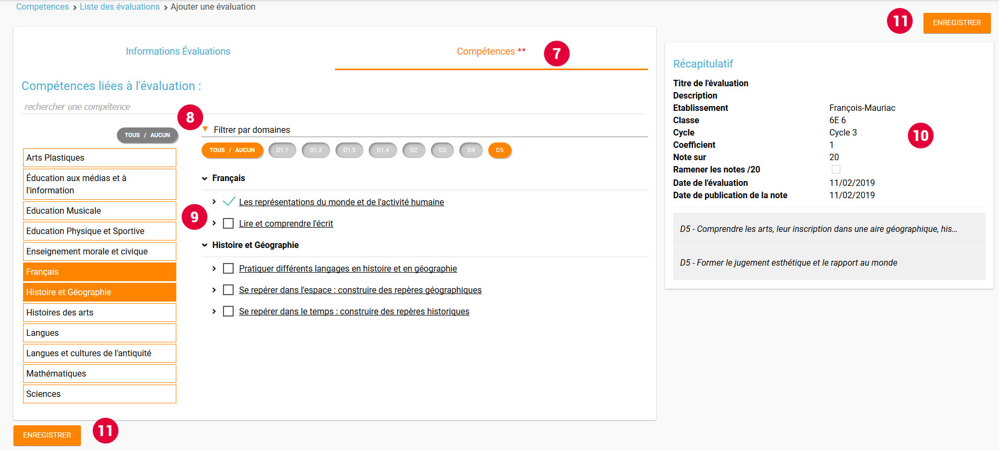 Competences > Liste des évaluations > Ajouter une évaluation
11 ENREGISTRER
Informations Évaluations
Compétences ** 7
Compétences liées à l'évaluation :
rechercher une compétence
8
TOUS / AUCUN
Arts Plastiques
Éducation aux médias et à
l'information
Education Musicale
Education Physique et Sportive
Enseignement morale et civique
Français
Histoire et Géographie
Histoires des arts
Langues
Langues et cultures de l'antiquité
Mathématiques
Sciences
Filtrer par domaines
TOUS / AUCUN D1.1 D1.2 D1.3 D1.4 D2 D3 D4 D5
Français
Les représentations du monde et de l'activité humaine
9
Lire et comprendre l'écrit
Histoire et Géographie
Pratiquer différents langages en histoire et en géographie
Se repérer dans l'espace : construire des repères géographiques
Se repérer dans le temps : construire des repères historiques
ENREGISTRER 11
Récapitulatif
Titre de l'évaluation
Description
Etablissement François-Mauriac
Classe 6E 6
Cycle Cycle 3
10
Coefficient 1
Note sur 20
Ramener les notes /20
Date de l'évaluation 11/02/2019
Date de publication de la note 11/02/2019
D5 - Comprendre les arts, leur inscription dans une aire géographique, his...
D5 - Former le jugement esthétique et le rapport au monde